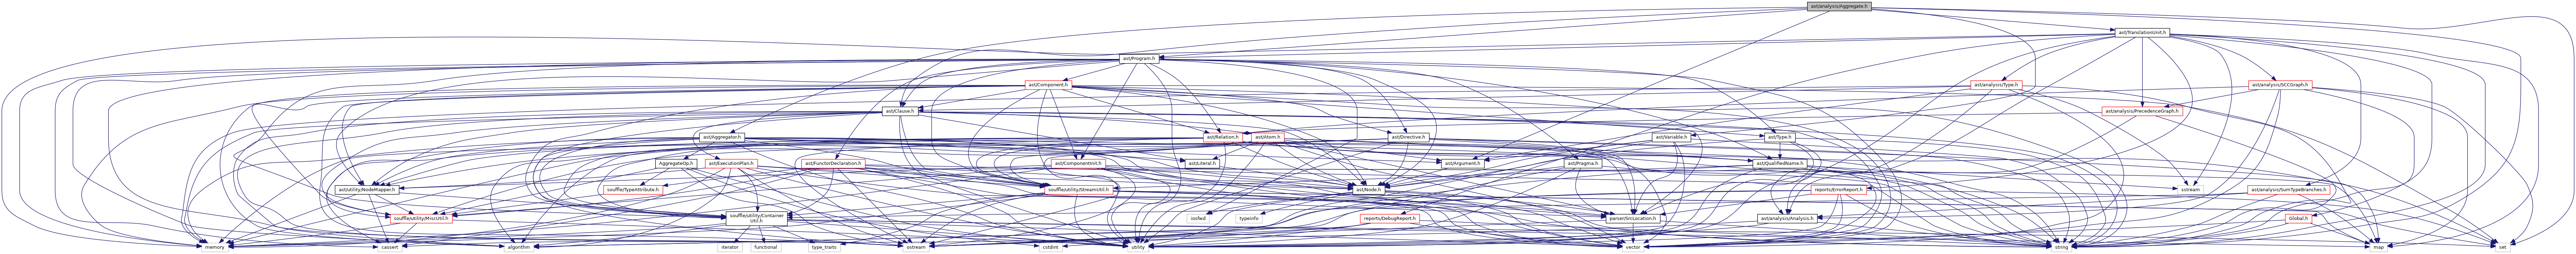 ast/analysis/Aggregate.h
ast/TranslationUnit.h
ast/Program.h
ast/Component.h
ast/analysis/Type.h
ast/analysis/SCCGraph.h
ast/Clause.h
ast/analysis/PrecedenceGraph.h
ast/Aggregator.h
ast/Relation.h
ast/Atom.h
ast/Directive.h
ast/Variable.h
ast/Type.h
AggregateOp.h
ast/ExecutionPlan.h
ast/FunctorDeclaration.h
ast/ComponentInit.h
ast/Literal.h
ast/Argument.h
ast/Pragma.h
ast/QualifiedName.h
ast/utility/NodeMapper.h
souffle/TypeAttribute.h
souffle/utility/StreamUtil.h
ast/Node.h
reports/ErrorReport.h
sstream
ast/analysis/SumTypeBranches.h
souffle/utility/MiscUtil.h
souffle/utility/Container
Util.h
iosfwd
typeinfo
reports/DebugReport.h
parser/SrcLocation.h
ast/analysis/Analysis.h
Global.h
memory
cassert
algorithm
iterator
functional
type_traits
ostream
cstdint
utility
vector
string
map
set